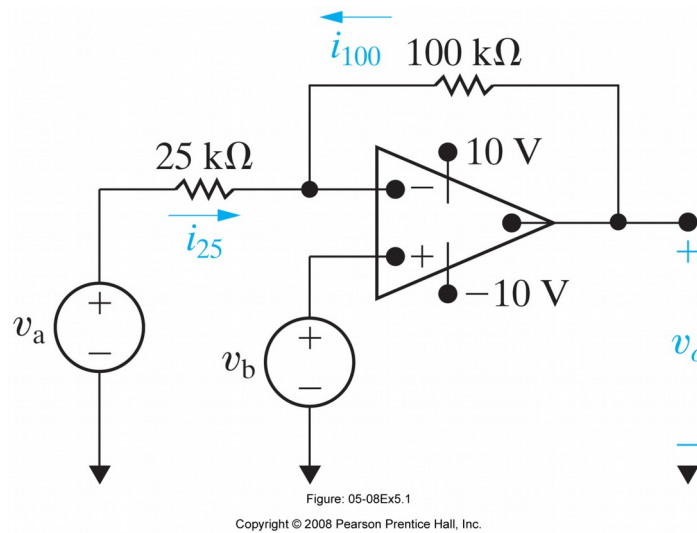 i100
100 kΩ
25 kΩ
10 V
−
i25
+
+
+
−10 V
va
−
+
vb
−
−
Figure: 05-08Ex5.1
Copyright © 2008 Pearson Prentice Hall, Inc.